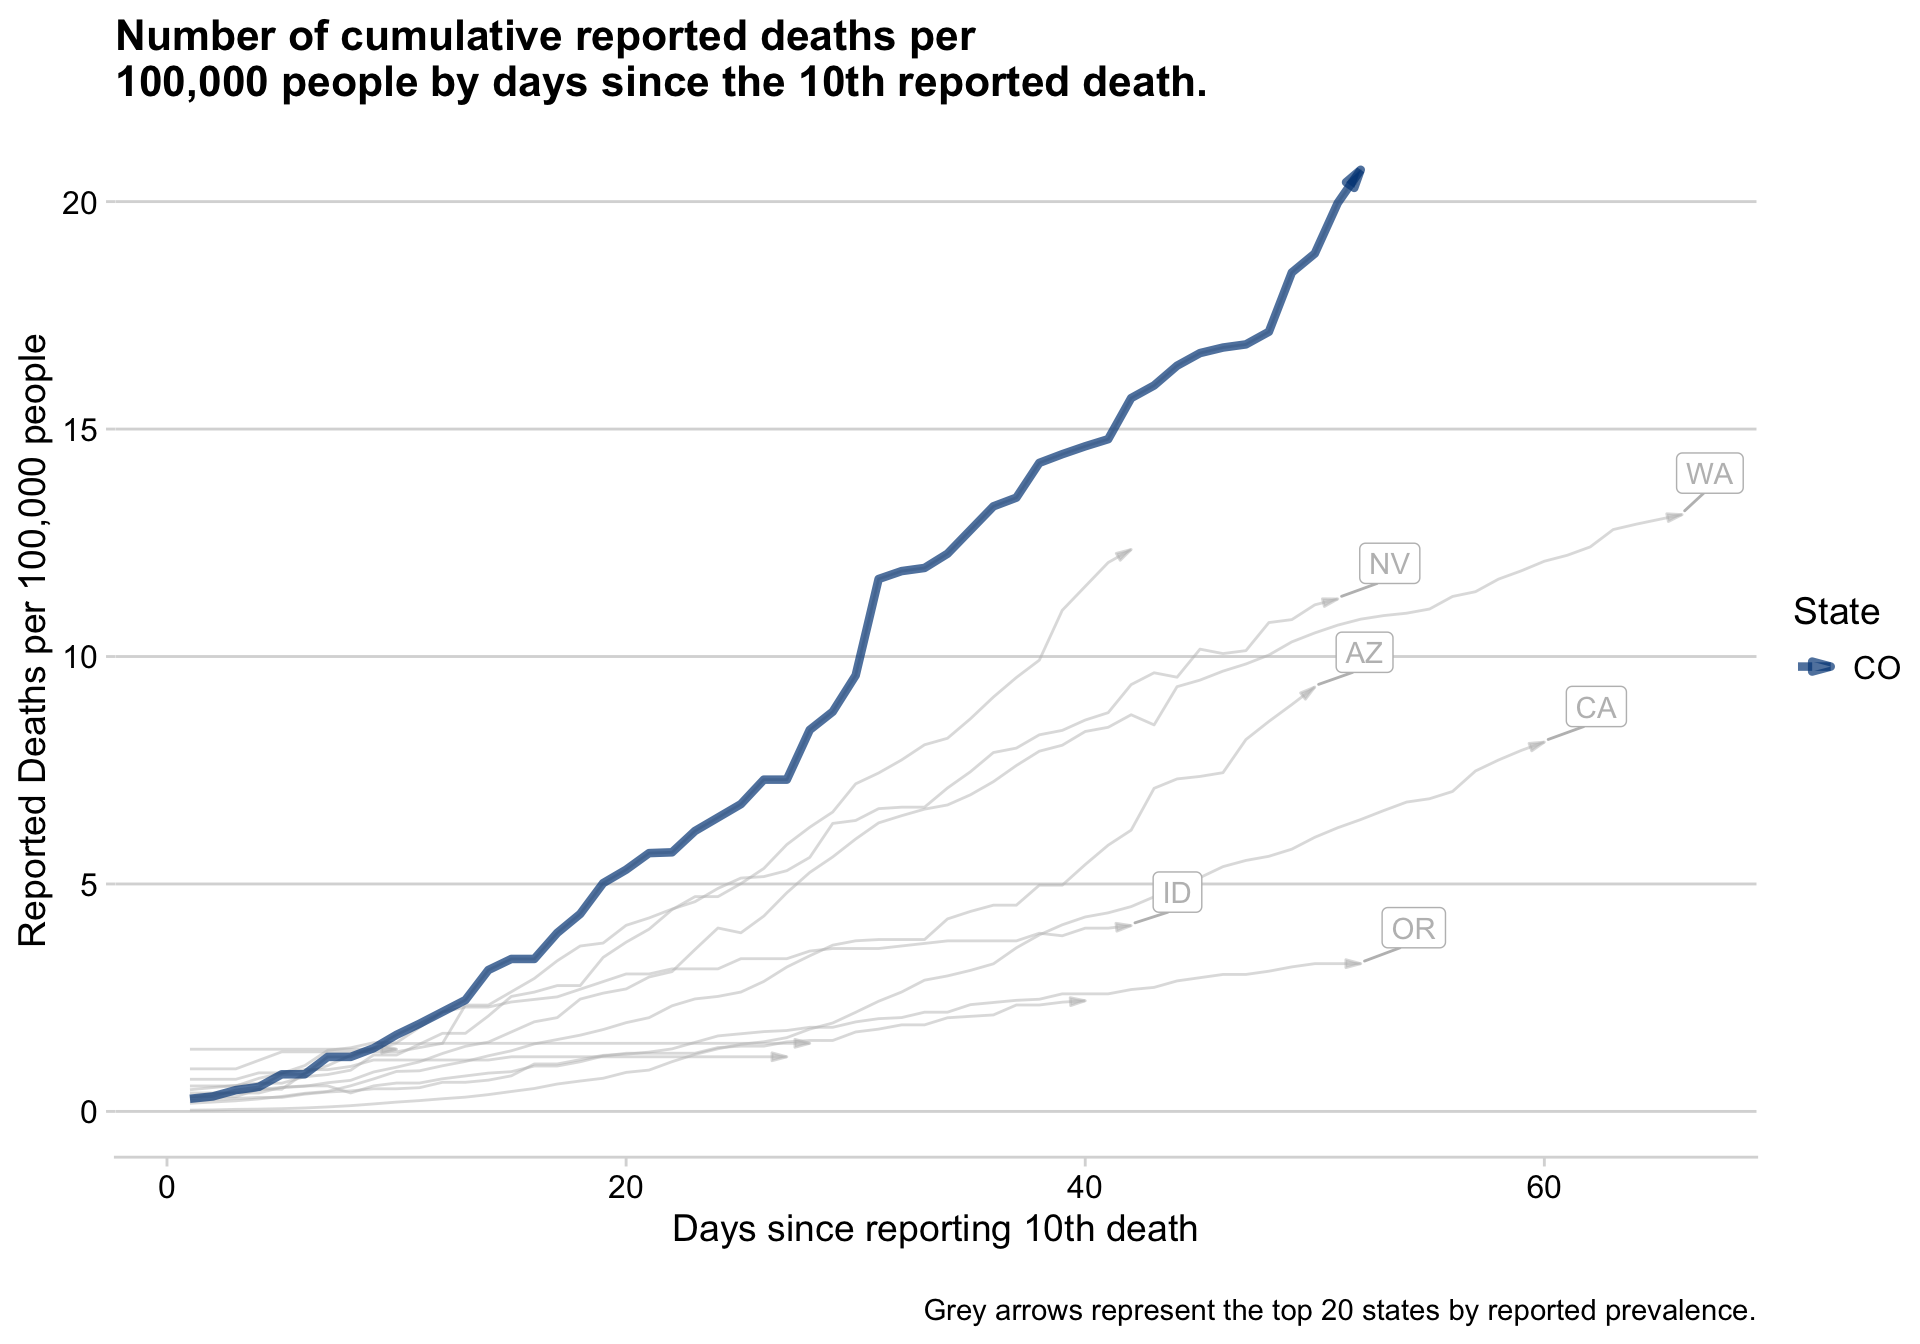 Number of cumulative reported deaths per
100,000 people by days since the 10th reported death.
Reported Deaths per 100,000 people
20
15
10
5
0
WA
NV
AZ
CA
ID
OR
State
CO
0
20
40
60
Days since reporting 10th death
Grey arrows represent the top 20 states by reported prevalence.